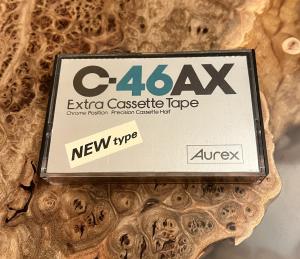 C-46AX
Extra Cassette Tape
Chrome Position Precision Cassette Half
NEW type
Aurex